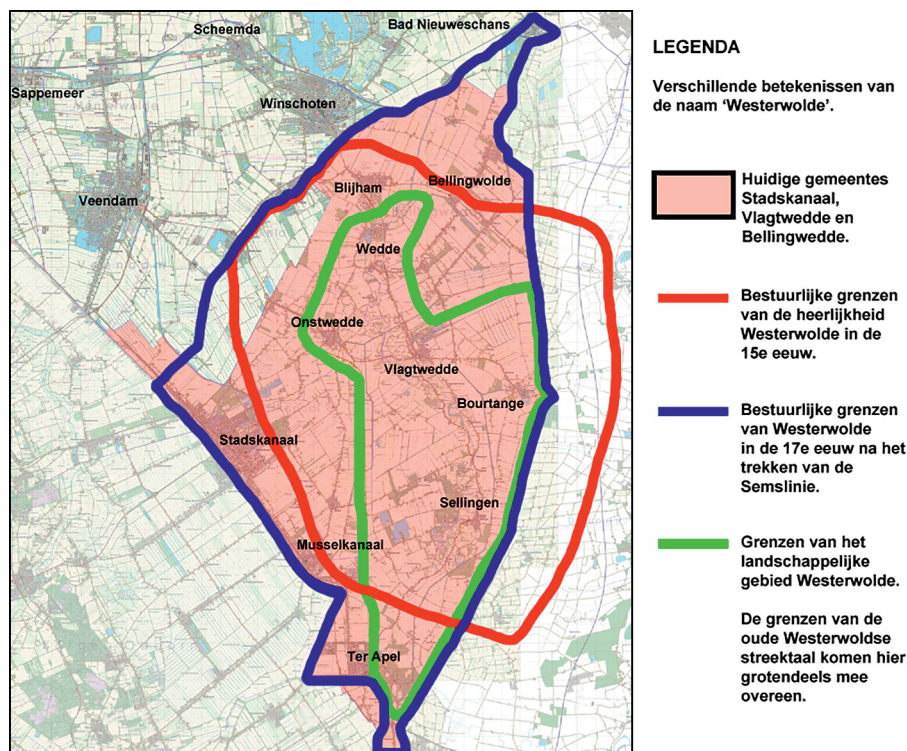 Bad Nieuweschans
Scheemda
Sappemeer
Winschoten
Veendam
Blijham
Bellingwolde
Wedde
Onstwedde
Vlagtwedde
Bourtange
Stadskanaal
Sellingen
Musselkanaal
Ter Apel
LEGENDA
Verschillende betekenissen van
de naam ‘Westerwolde’.
Huidige gemeentes
Stadskanaal,
Vlagtwedde en
Bellingwedde.
Bestuurlijke grenzen
van de heerlijkheid
Westerwolde in de
15e eeuw.
Bestuurlijke grenzen
van Westerwolde
in de 17e eeuw na het
trekken van de
Semslinie.
Grenzen van het
landschappelijke
gebied Westerwolde.
De grenzen van de
oude Westerwoldse
streektaal komen hier
grotendeels mee
overeen.